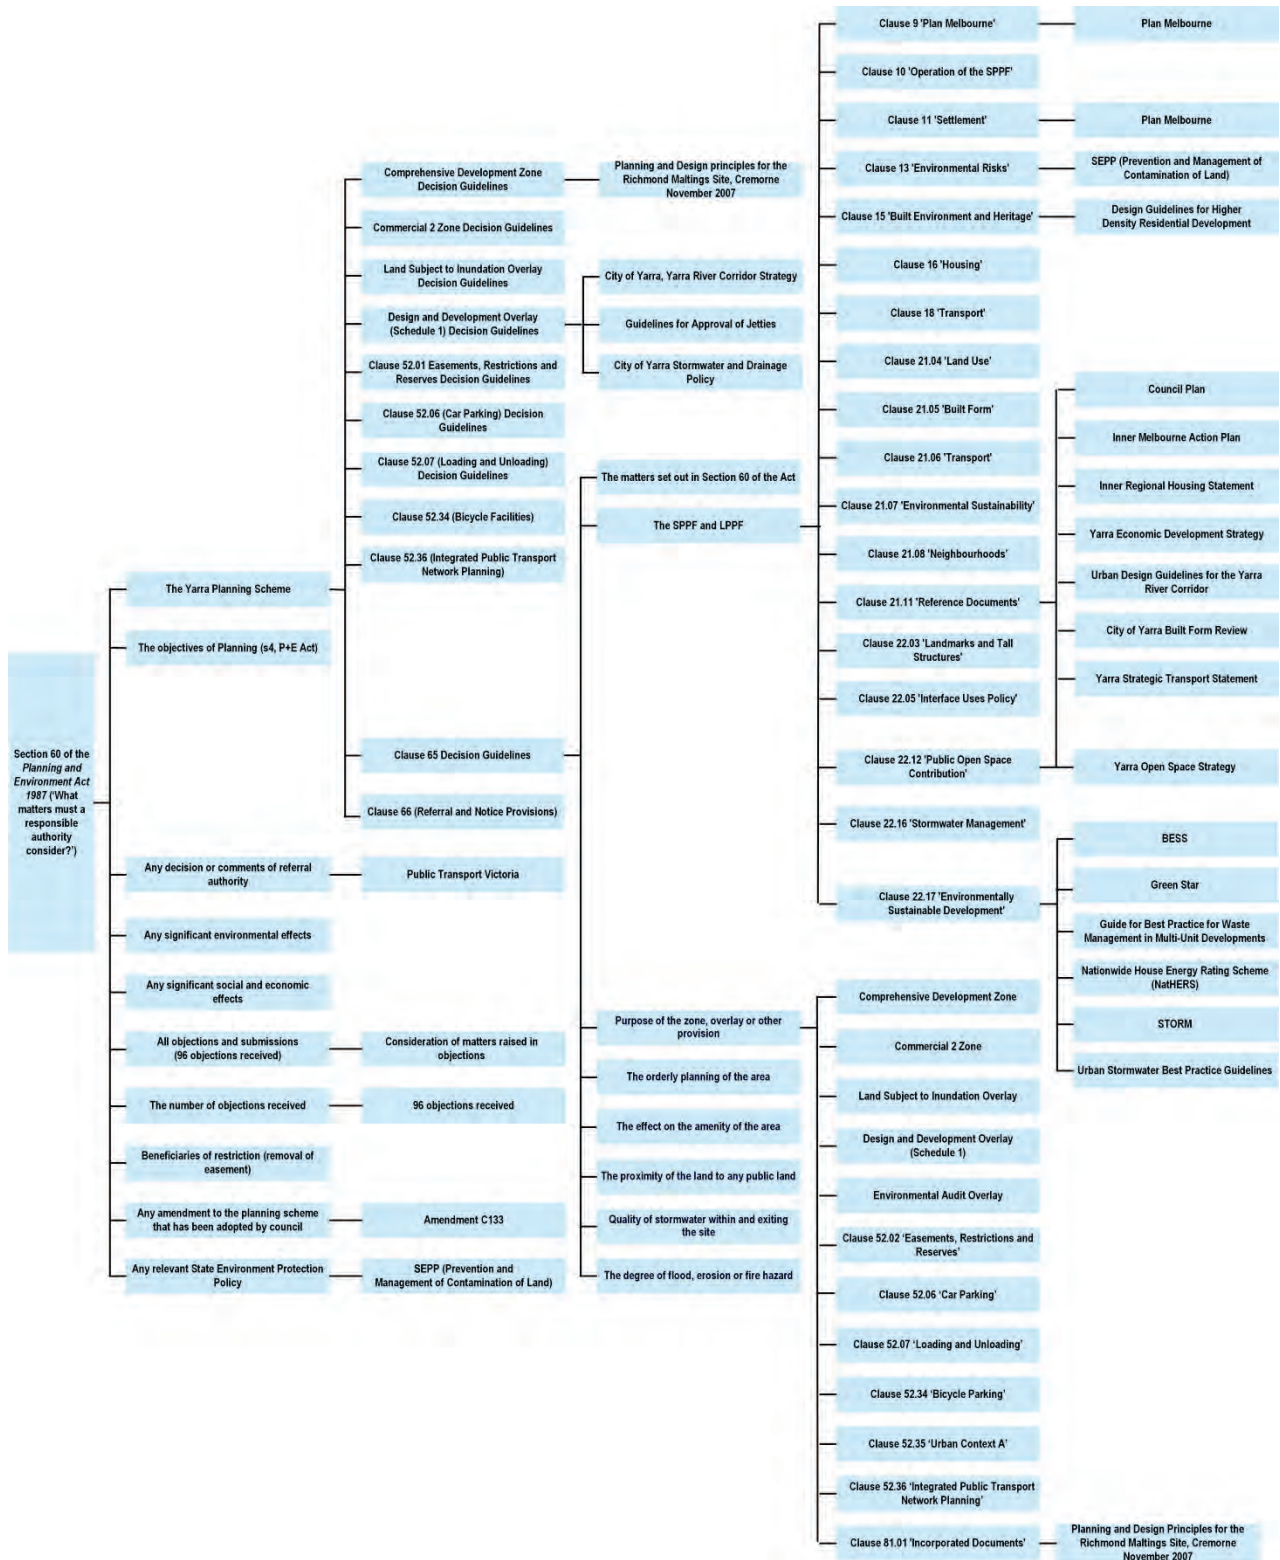 Section 60 of the
Planning and
Environment Act
1987 ('What
matters must a
responsible
authority
consider?')
The Yarra Planning Scheme
The objectives of Planning (s4, P+E Act)
Any decision or comments of referral
authority
Any significant environmental effects
Any significant social and economic
effects
All objections and submissions
(96 objections received)
The number of objections received
Beneficiaries of restriction (removal of
easement)
Any amendment to the planning scheme
that has been adopted by council
Any relevant State Environment Protection
Policy
Comprehensive Development Zone
Decision Guidelines
Commercial 2 Zone Decision Guidelines
Land Subject to Inundation Overlay
Decision Guidelines
Design and Development Overlay
(Schedule 1) Decision Guidelines
Clause 52.01 Easements, Restrictions and
Reserves Decision Guidelines
Clause 52.06 (Car Parking) Decision
Guidelines
Clause 52.07 (Loading and Unloading)
Decision Guidelines
Clause 52.34 (Bicycle Facilities)
Clause 52.36 (Integrated Public Transport
Network Planning)
Clause 65 Decision Guidelines
Clause 66 (Referral and Notice Provisions)
Public Transport Victoria
Consideration of matters raised in
objections
96 objections received
Amendment C133
SEPP (Prevention and
Management of Contamination of Land)
Planning and Design principles for the
Richmond Maltings Site, Cremorne
November 2007
City of Yarra, Yarra River Corridor Strategy
Guidelines for Approval of Jetties
City of Yarra Stormwater and Drainage
Policy
The matters set out in Section 60 of the Act
The SPPF and LPPF
Purpose of the zone, overlay or other
provision
The orderly planning of the area
The effect on the amenity of the area
The proximity of the land to any public land
Quality of stormwater within and exiting
the site
The degree of flood, erosion or fire hazard
Clause 9 'Plan Melbourne'
Clause 10 'Operation of the SPPF'
Clause 11 'Settlement'
Clause 13 'Environmental Risks'
Clause 15 'Built Environment and Heritage'
Clause 16 'Housing'
Clause 18 'Transport'
Clause 21.04 'Land Use'
Clause 21.05 'Built Form'
Clause 21.06 'Transport'
Clause 21.07 'Environmental Sustainability'
Clause 21.08 'Neighbourhoods'
Clause 21.11 'Reference Documents'
Clause 22.03 'Landmarks and Tall
Structures'
Clause 22.05 'Interface Uses Policy'
Clause 22.12 'Public Open Space
Contribution'
Clause 22.16 'Stormwater Management'
Clause 22.17 'Environmentally
Sustainable Development'
Comprehensive Development Zone
Commercial 2 Zone
Land Subject to Inundation Overlay
Design and Development Overlay
(Schedule 1)
Environmental Audit Overlay
Clause 52.02 'Easements, Restrictions and
Reserves'
Clause 52.06 'Car Parking'
Clause 52.07 'Loading and Unloading'
Clause 52.34 'Bicycle Parking'
Clause 52.35 'Urban Context A'
Clause 52.36 'Integrated Public Transport
Network Planning'
Clause 81.01 'Incorporated Documents'
Plan Melbourne
Plan Melbourne
SEPP (Prevention and Management of
Contamination of Land)
Design Guidelines for Higher
Density Residential Development
Council Plan
Inner Melbourne Action Plan
Inner Regional Housing Statement
Yarra Economic Development Strategy
Urban Design Guidelines for the Yarra
River Corridor
City of Yarra Built Form Review
Yarra Strategic Transport Statement
Yarra Open Space Strategy
BESS
Green Star
Guide for Best Practice for Waste
Management in Multi-Unit Developments
Nationwide House Energy Rating Scheme
(NatHERS)
STORM
Urban Stormwater Best Practice Guidelines
Planning and Design Principles for the
Richmond Maltings Site, Cremorne
November 2007